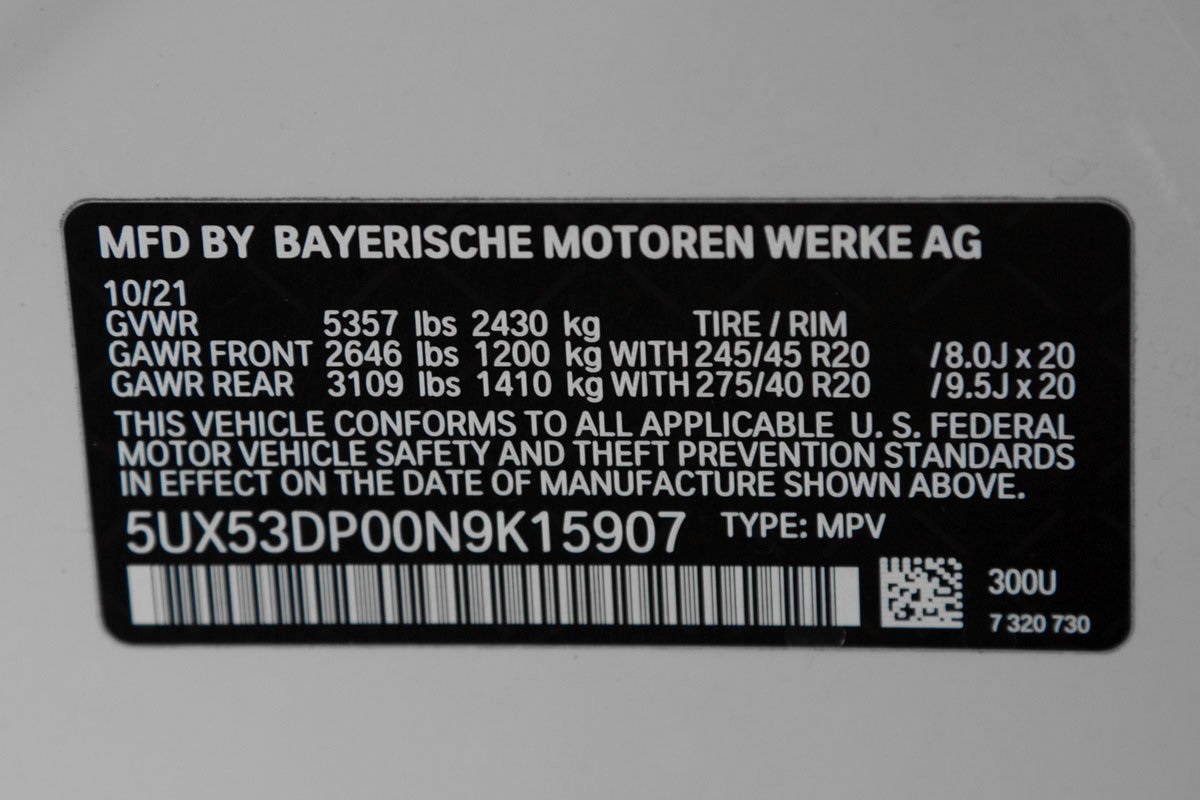 MFD BY BAYERISCHE MOTOREN WERKE AG
10/21
GVWR 5357 lbs 2430 kg TIRE / RIM
GAWR FRONT 2646 lbs 1200 kg WITH 245/45 R20 /8.0J x 20
GAWR REAR 3109 lbs 1410 kg WITH 275/40 R20 /9.5J x 20
THIS VEHICLE CONFORMS TO ALL APPLICABLE U. S. FEDERAL
MOTOR VEHICLE SAFETY AND THEFT PREVENTION STANDARDS
IN EFFECT ON THE DATE OF MANUFACTURE SHOWN ABOVE.
5UX53DP00N9K15907 TYPE: MPV
300U
7 320 730